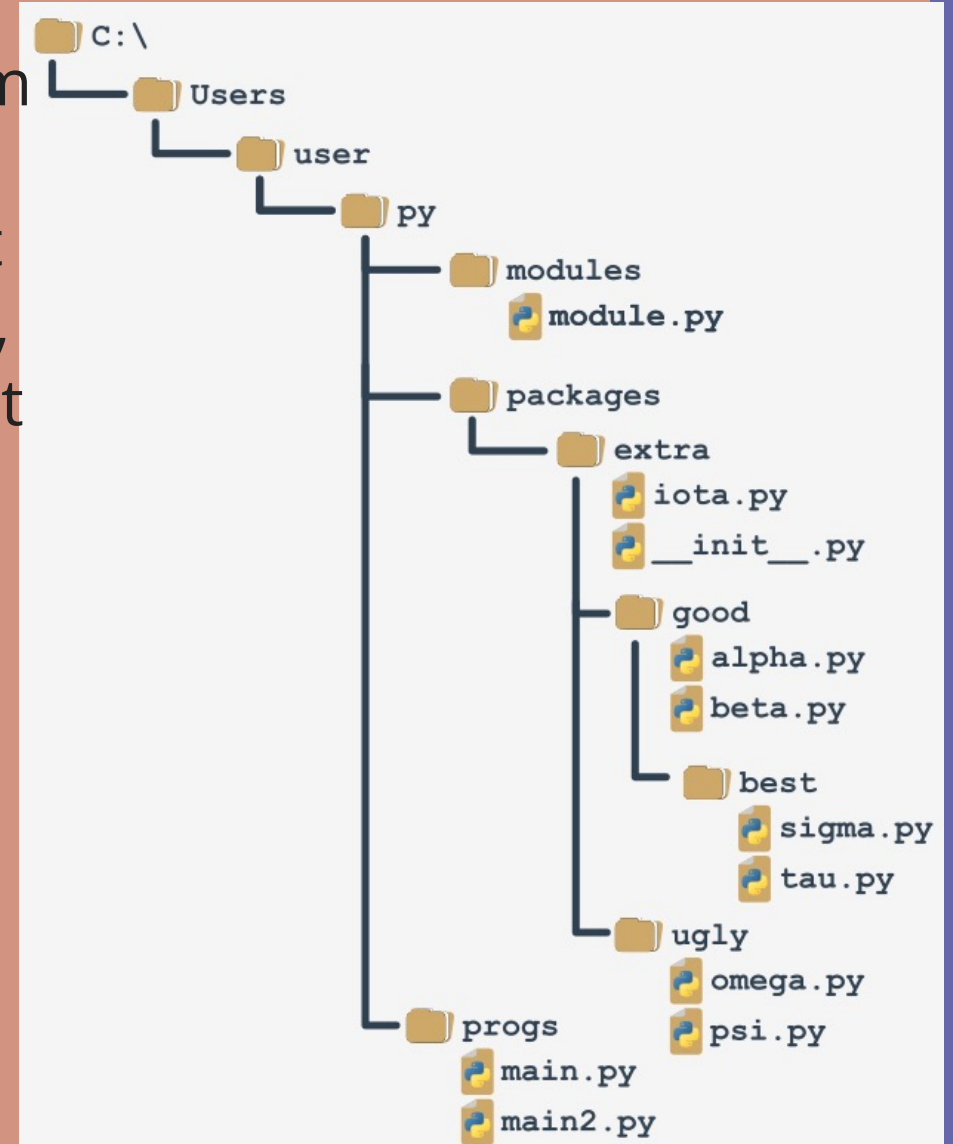 C:\
Users
user
py
modules
module.py
packages
extra
iota.py
__init__.py
good
alpha.py
beta.py
best
sigma.py
tau.py
ugly
omega.py
psi.py
progs
main.py
main2.py